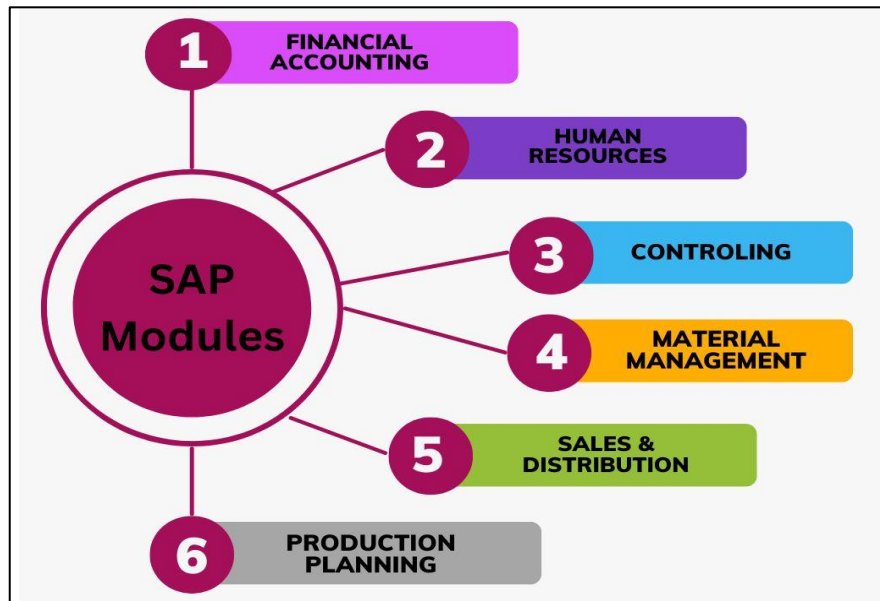 1
FINANCIAL
ACCOUNTING
2
HUMAN
RESOURCES
SAP
Modules
3
CONTROLING
4
MATERIAL
MANAGEMENT
5
SALES &
DISTRIBUTION
6
PRODUCTION
PLANNING